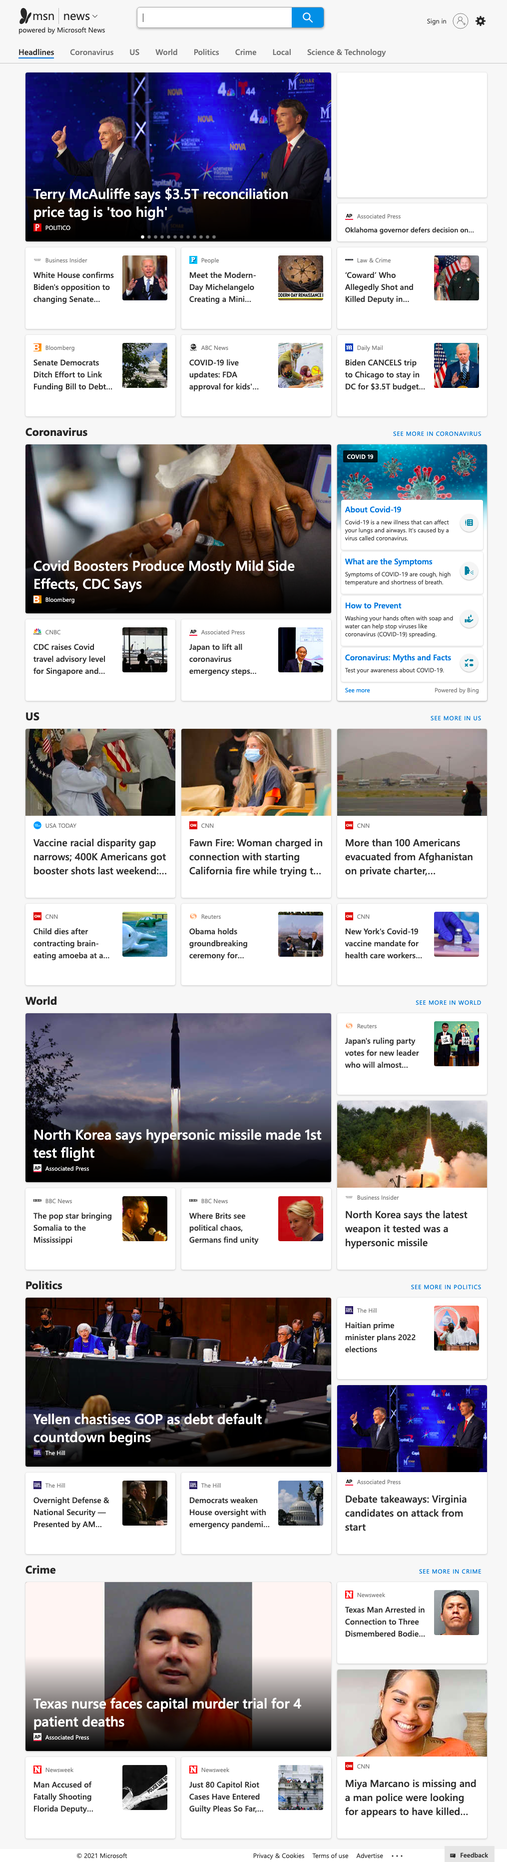 msn news
powered by Microsoft News
Sign in
Headlines
Coronavirus
US
World
Politics
Crime
Local
Science & Technology
Terry McAuliffe says $3.5T reconciliation
price tag is 'too high'
POLITICO
Associated Press
Oklahoma governor defers decision on...
Business Insider
White House confirms
Biden's opposition to
changing Senate...
People
Meet the Modern-
Day Michelangelo
Creating a Mini...
Law & Crime
'Coward' Who
Allegedly Shot and
Killed Deputy in...
Bloomberg
Senate Democrats
Ditch Effort to Link
Funding Bill to Debt...
ABC News
COVID-19 live
updates: FDA
approval for kids'...
Daily Mail
Biden CANCELS trip
to Chicago to stay in
DC for $3.5T budget...
Coronavirus
SEE MORE IN CORONAVIRUS
Covid Boosters Produce Mostly Mild Side
Effects, CDC Says
Bloomberg
COVID 19
About Covid-19
Covid-19 is a new illness that can affect
your lungs and airways. It's caused by a
virus called coronavirus.
What are the Symptoms
Symptoms of COVID-19 are cough, high
temperature and shortness of breath.
How to Prevent
Washing your hands often with soap and
water can help stop viruses like
coronavirus (COVID-19) spreading.
Coronavirus: Myths and Facts
Test your awareness about COVID-19.
See more
Powered by Bing
CNBC
CDC raises Covid
travel advisory level
for Singapore and...
Associated Press
Japan to lift all
coronavirus
emergency steps...
US
SEE MORE IN US
USA TODAY
Vaccine racial disparity gap
narrows; 400K Americans got
booster shots last weekend:...
CNN
Fawn Fire: Woman charged in
connection with starting
California fire while trying t...
CNN
More than 100 Americans
evacuated from Afghanistan
on private charter,...
CNN
Child dies after
contracting brain-
eating amoeba at a...
Reuters
Obama holds
groundbreaking
ceremony for...
CNN
New York's Covid-19
vaccine mandate for
health care workers...
World
SEE MORE IN WORLD
North Korea says hypersonic missile made 1st
test flight
Associated Press
Reuters
Japan's ruling party
votes for new leader
who will almost...
BBC News
The pop star bringing
Somalia to the
Mississippi
BBC News
Where Brits see
political chaos,
Germans find unity
Business Insider
North Korea says the latest
weapon it tested was a
hypersonic missile
Politics
SEE MORE IN POLITICS
Yellen chastises GOP as debt default
countdown begins
The Hill
The Hill
Haitian prime
minister plans 2022
elections
The Hill
Overnight Defense &
National Security —
Presented by AM...
The Hill
Democrats weaken
House oversight with
emergency pandemi...
Associated Press
Debate takeaways: Virginia
candidates on attack from
start
Crime
SEE MORE IN CRIME
Texas nurse faces capital murder trial for 4
patient deaths
Associated Press
Newsweek
Texas Man Arrested in
Connection to Three
Dismembered Bodie...
Newsweek
Man Accused of
Fatally Shooting
Florida Deputy...
Newsweek
Just 80 Capitol Riot
Cases Have Entered
Guilty Pleas So Far,...
CNN
Miya Marcano is missing and
a man police were looking
for appears to have killed...
© 2021 Microsoft
Privacy & Cookies
Terms of use
Advertise
Feedback